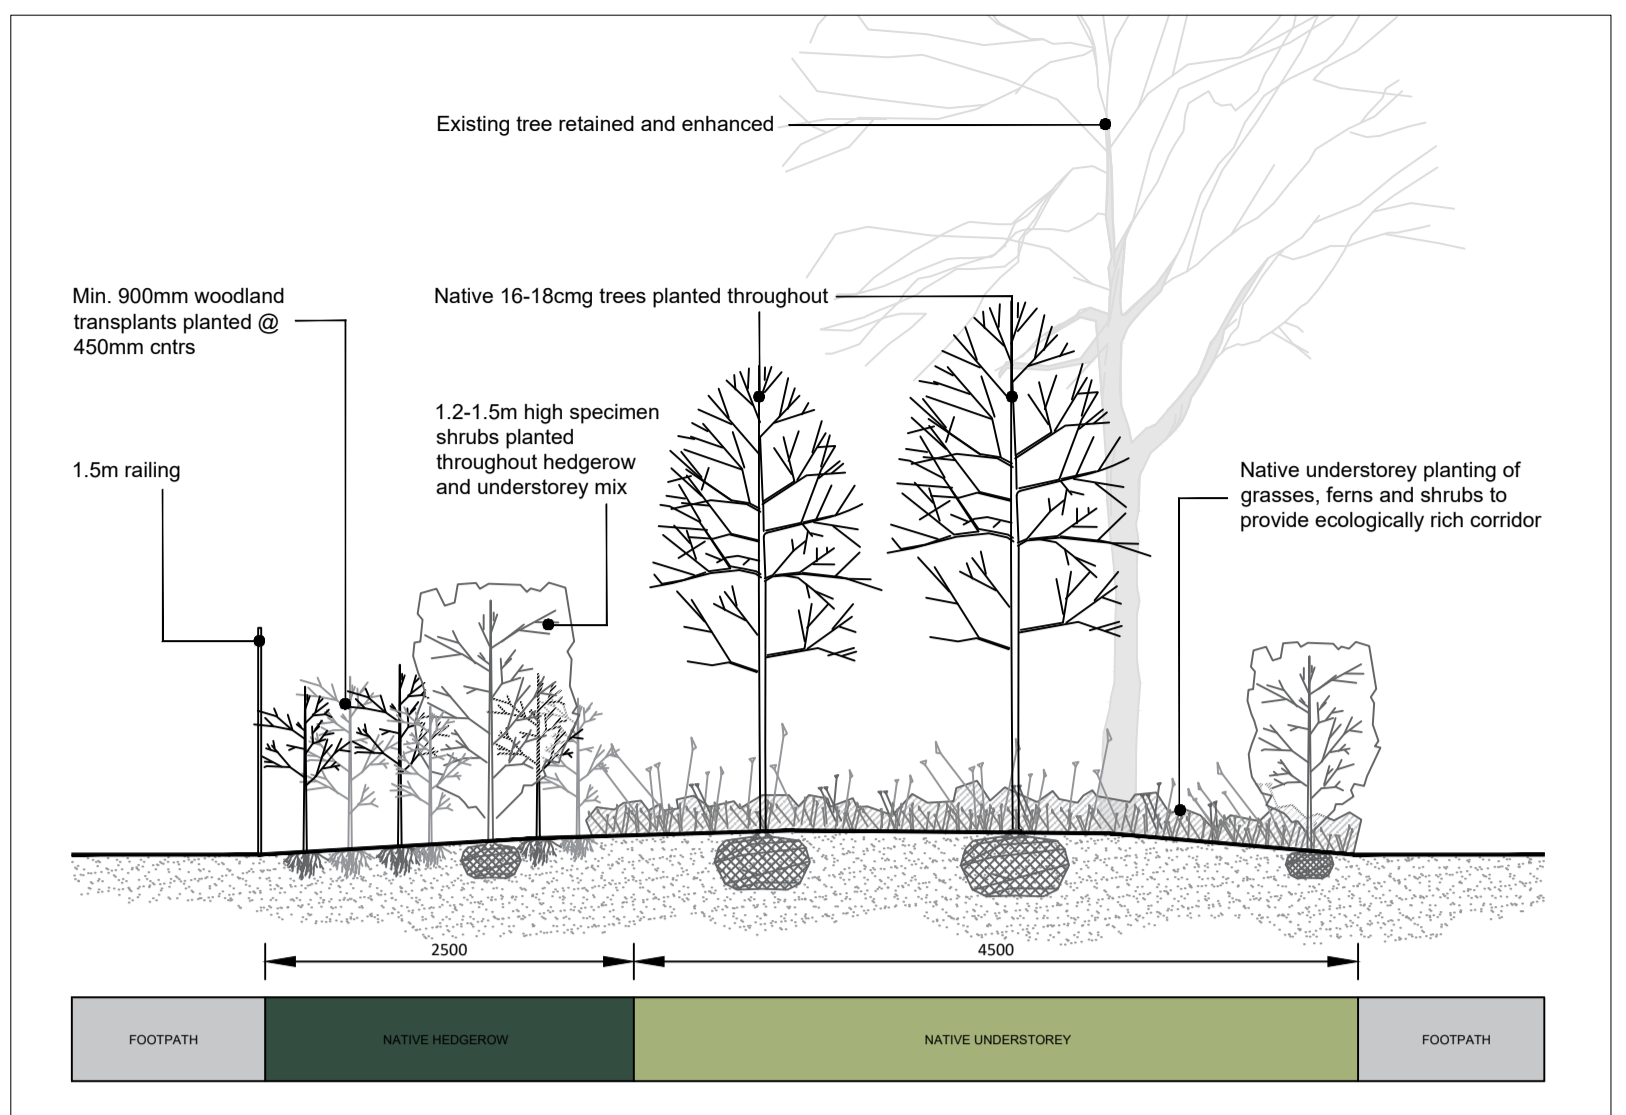 Existing tree retained and enhanced
Min. 900mm woodland
transplants planted @
450mm cntrs
Native 16-18cmg trees planted throughout
1.2-1.5m high specimen
shrubs planted
throughout hedgerow
and understorey mix
1.5m railing
Native understorey planting of
grasses, ferns and shrubs to
provide ecologically rich corridor
2500
4500
FOOTPATH
NATIVE HEDGEROW
NATIVE UNDERSTOREY
FOOTPATH